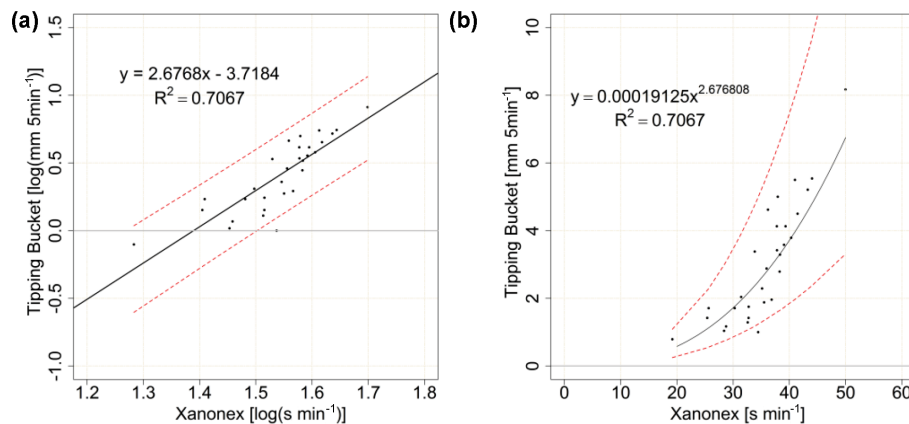 (a)
y = 2.6768x - 3.7184
R² = 0.7067
Tipping Bucket [log(mm 5min⁻¹)]
1.5
1.0
0.5
0.0
-0.5
-1.0
1.2 1.3 1.4 1.5 1.6 1.7 1.8
Xanonex [log(s min⁻¹)]
(b)
y = 0.00019125x^2.676808
R² = 0.7067
Tipping Bucket [mm 5min⁻¹]
10
8
6
4
2
0
0 10 20 30 40 50 60
Xanonex [s min⁻¹]